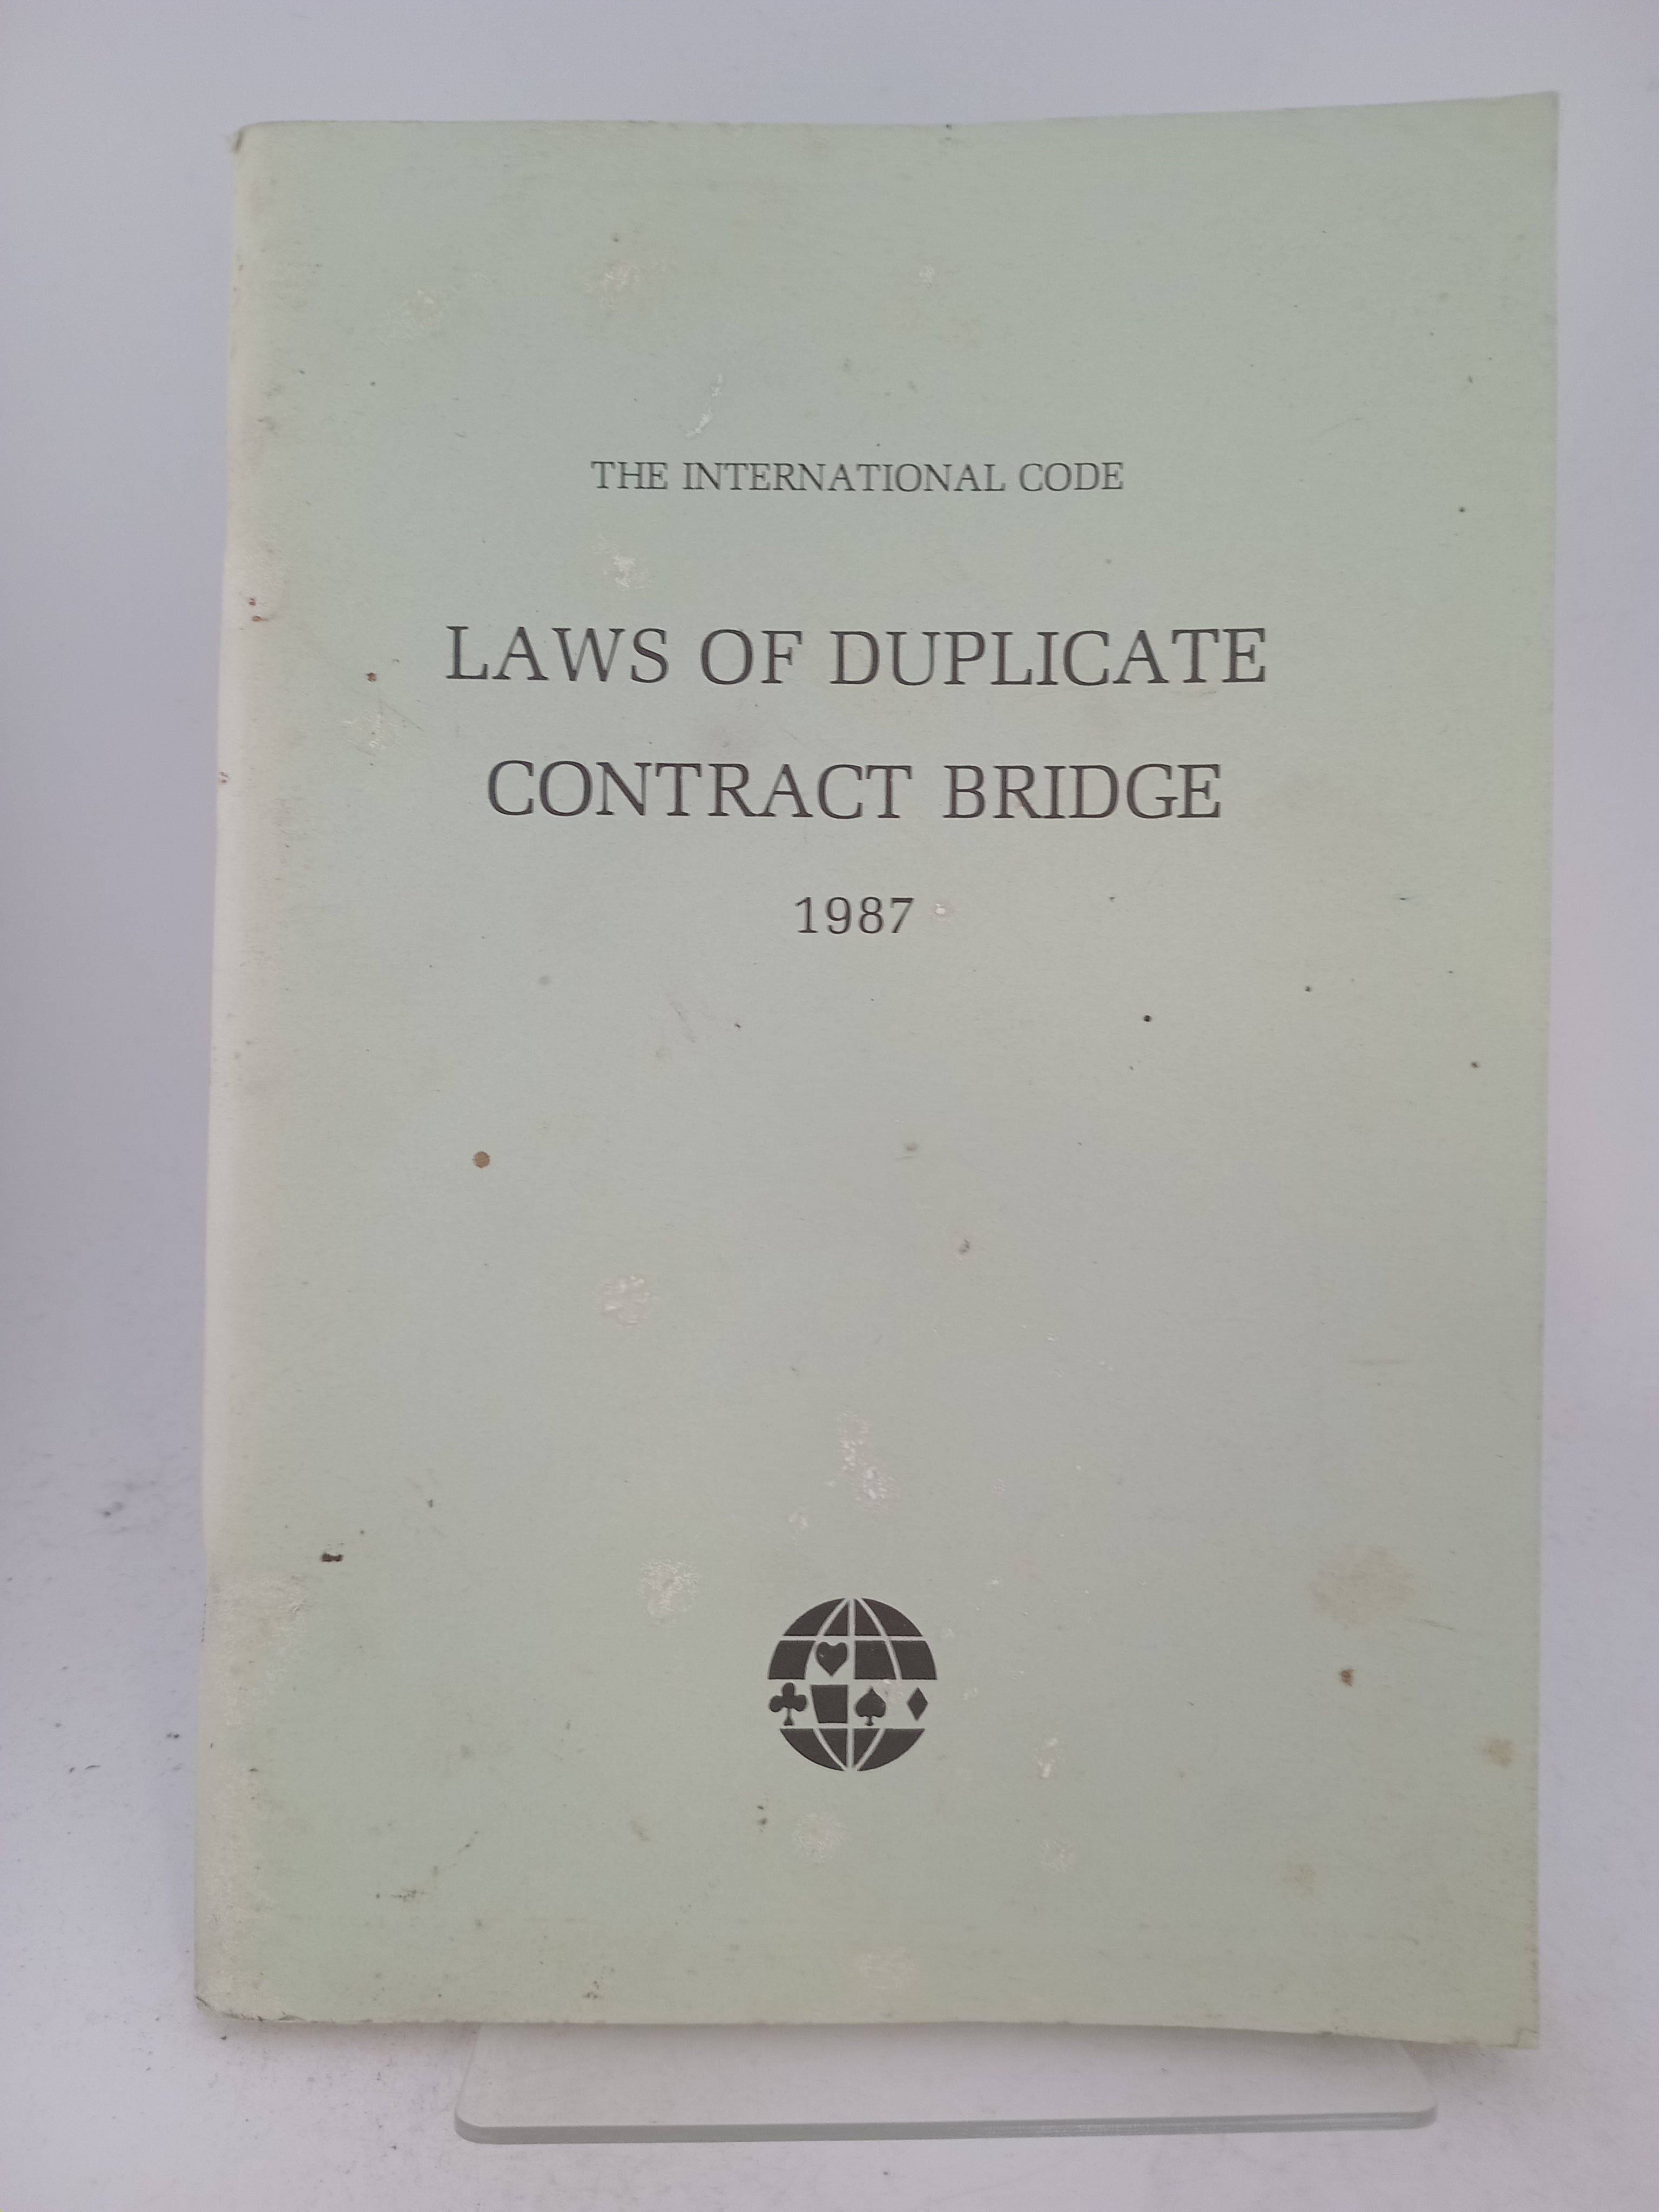 THE INTERNATIONAL CODE
LAWS OF DUPLICATE
CONTRACT BRIDGE
1987